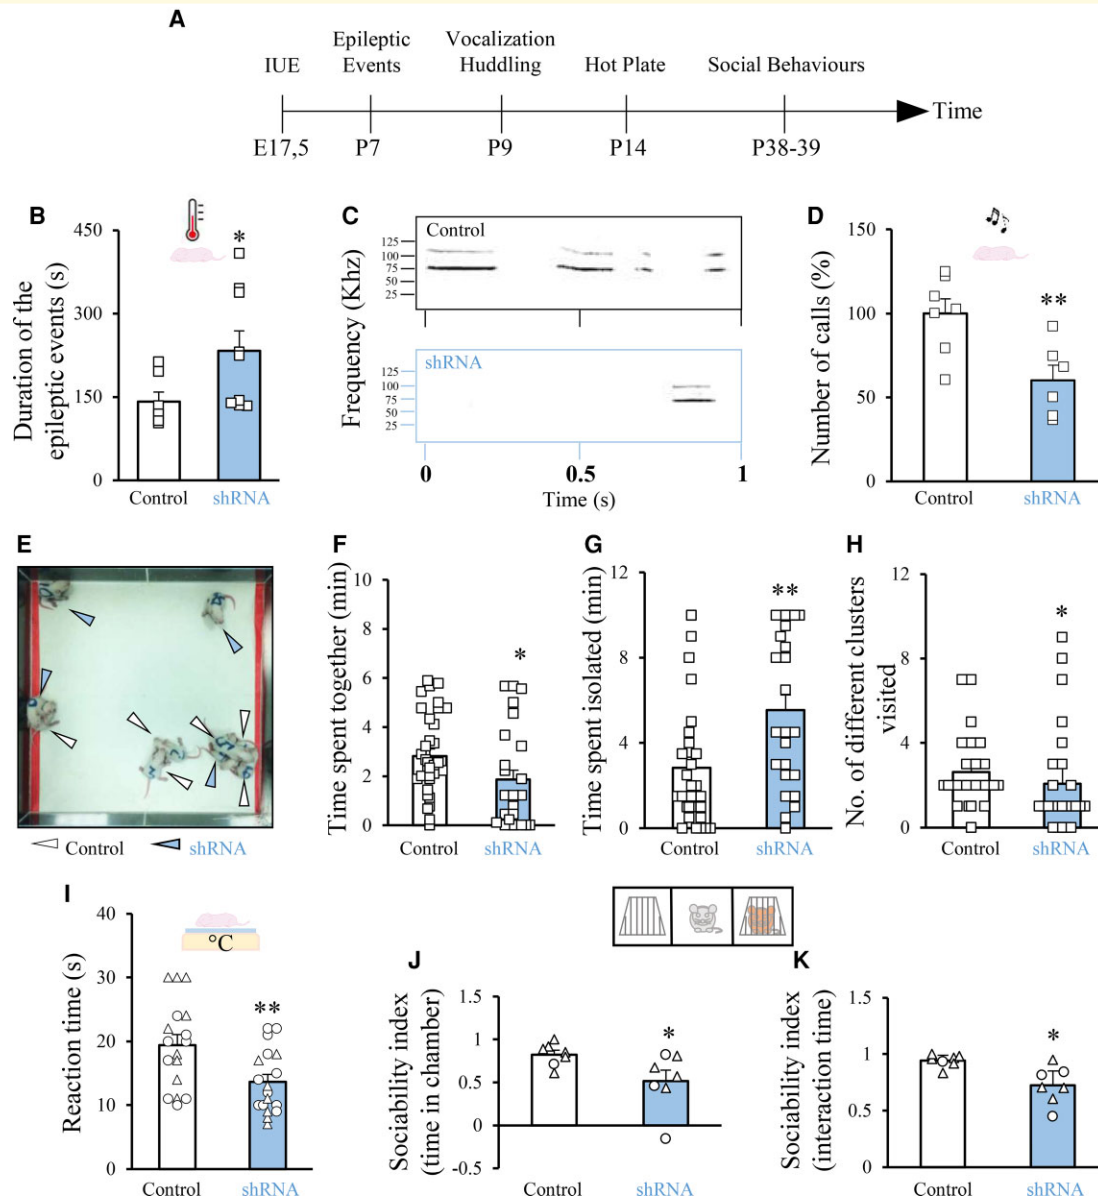 A
Epileptic
Events
Vocalization
Huddling
IUE
Hot Plate
Social Behaviours
Time
E17,5
P7
P9
P14
P38-39
B
Duration of the
epileptic events (s)
450
300
150
0
*
Control
shRNA
C
Frequency (Khz)
Control
125
100
75
50
25
shRNA
125
100
75
50
25
0
0.5
1
Time (s)
D
Number of calls (%)
150
100
50
0
**
Control
shRNA
E
Control
shRNA
F
Time spent together (min)
10
8
6
4
2
0
*
Control
shRNA
G
Time spent isolated (min)
12
8
4
0
**
Control
shRNA
H
No. of different clusters
visited
12
8
4
0
*
Control
shRNA
I
Reaction time (s)
40
30
20
10
0
°C
**
Control
shRNA
J
Sociability index
(time in chamber)
1.5
1
0.5
0
-0.5
*
Control
shRNA
K
Sociability index
(interaction time)
1.5
1
0.5
0
*
Control
shRNA